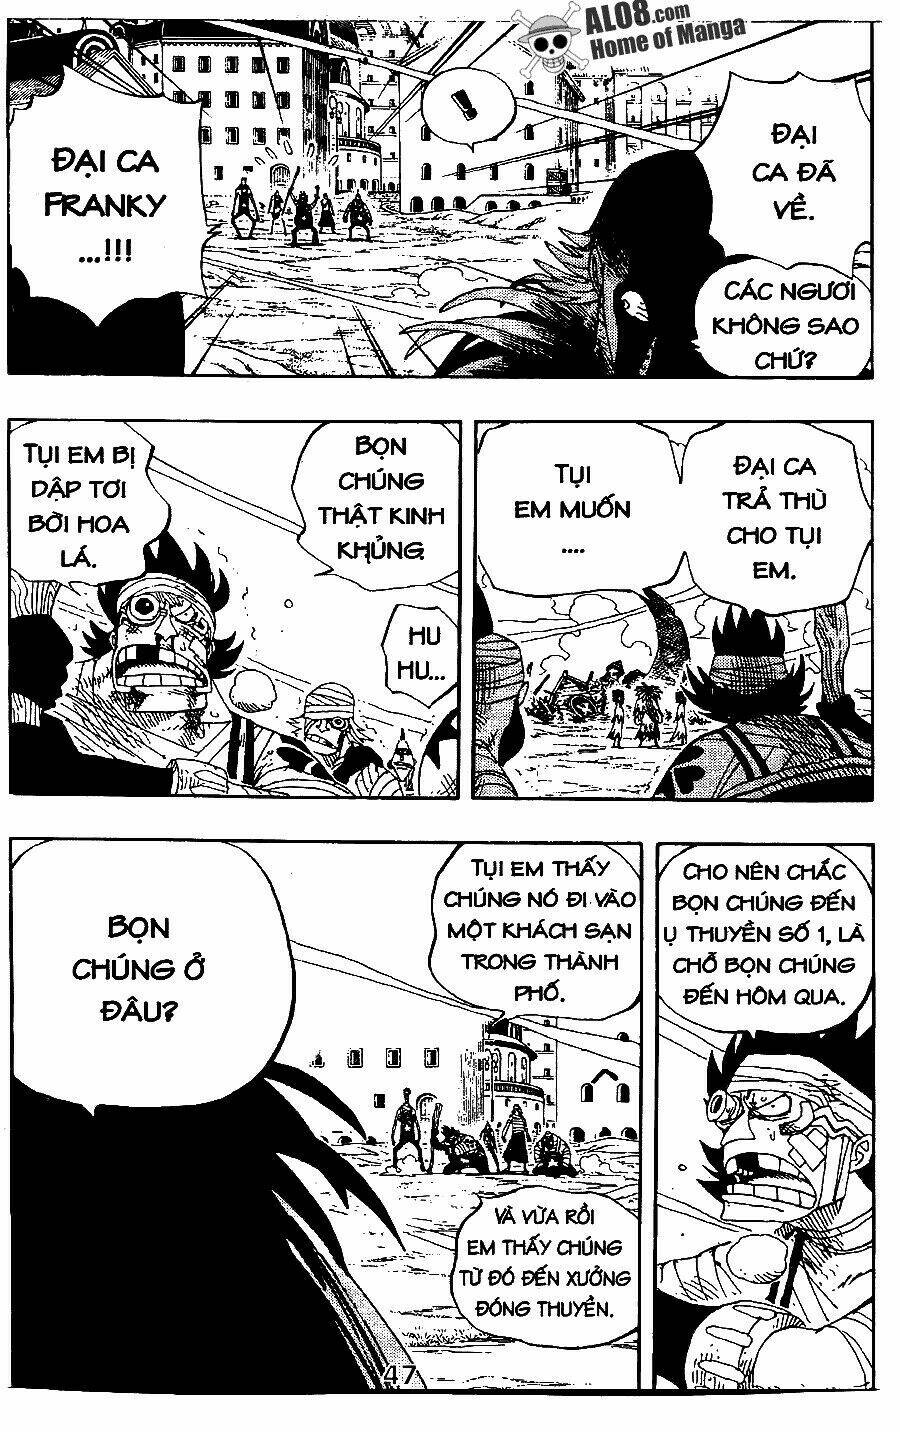 AL08.com
Home of Manga
ĐẠI
CA ĐÃ
VỀ.
CÁC NGƯƠI
KHÔNG SAO
CHỨ?
!
ĐẠI CA
FRANKY
...!!!
ĐẠI CA
TRẢ THÙ
CHO TỤI
EM.
TỤI
EM MUỐN
....
BỌN
CHÚNG
THẬT KINH
KHỦNG
TỤI EM BỊ
DẬP TƠI
BỜI HOA
LÁ.
HU
HU...
CHO NÊN CHẮC
BỌN CHÚNG ĐẾN
Ụ THUYỀN SỐ 1, LÀ
CHỖ BỌN CHÚNG
ĐẾN HÔM QUA.
TỤI EM THẤY
CHÚNG NÓ ĐI VÀO
MỘT KHÁCH SẠN
TRONG THÀNH
PHỐ.
BỌN
CHÚNG Ở
ĐÂU?
VÀ VỪA RỒI
EM THẤY CHÚNG
TỪ ĐÓ ĐẾN XƯỞNG
ĐÓNG THUYỀN.
47